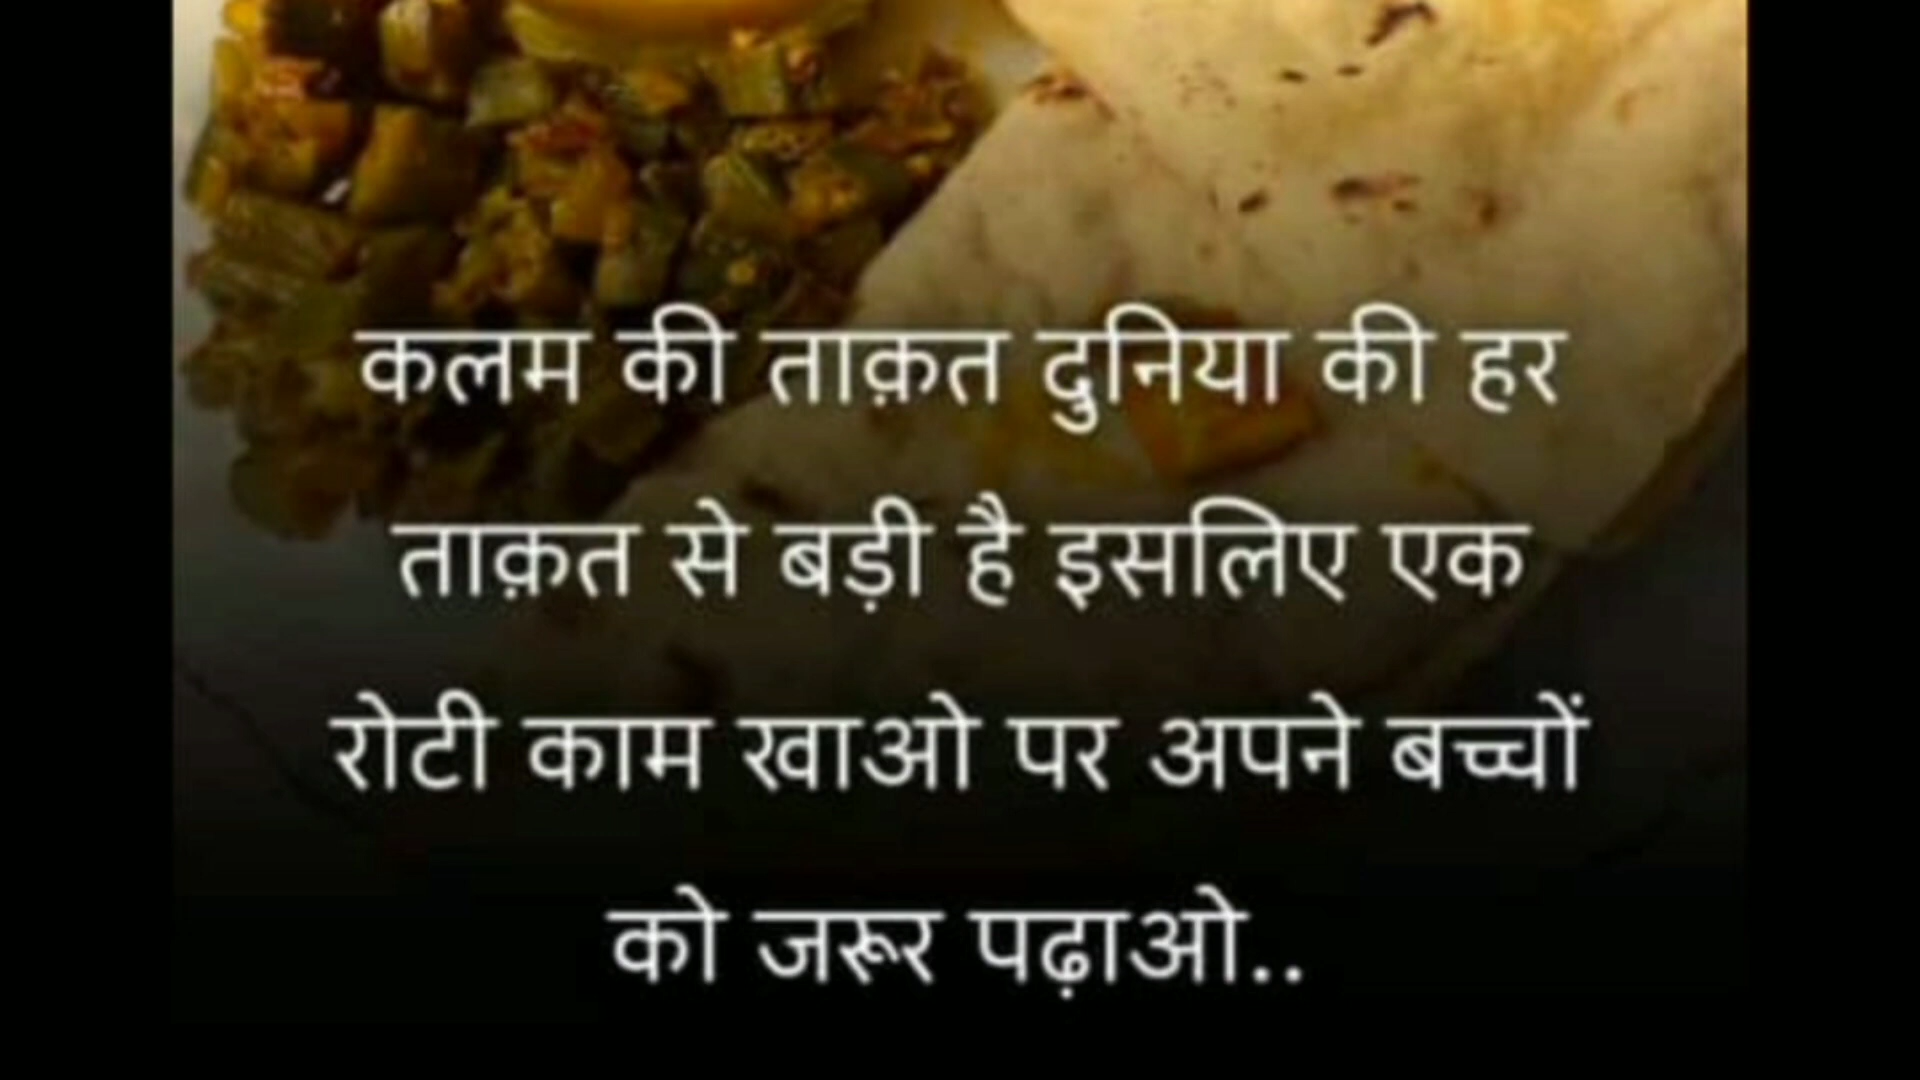 कलम की ताक़त दुनिया की हर
ताक़त से बड़ी है इसलिए एक
रोटी काम खाओ पर अपने बच्चों
को जरूर पढ़ाओ..